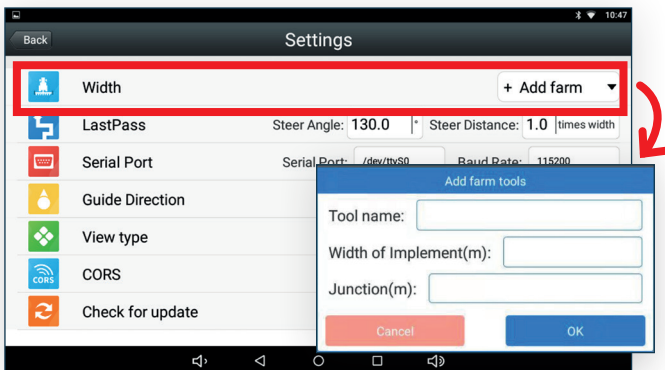 10:47
Back
Settings
Width
+ Add farm
LastPass
Steer Angle: 130.0 ° Steer Distance: 1.0 times width
Serial Port
Serial Port: /dev/ttyS0 Baud Rate: 115200
Guide Direction
View type
CORS
CORS
Check for update
Add farm tools
Tool name:
Width of Implement(m):
Junction(m):
Cancel
OK